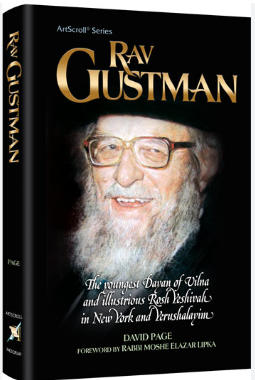 ArtScroll® Series
RAV
GUSTMAN
The youngest Dayan of Vilna
and illustrious Rosh Yeshivah
in New York and Yerushalayim
DAVID PAGE
FOREWORD BY RABBI MOSHE ELAZAR LIPKA
RAV GUSTMAN
PAGE
ARTSCROLL
MESORAH